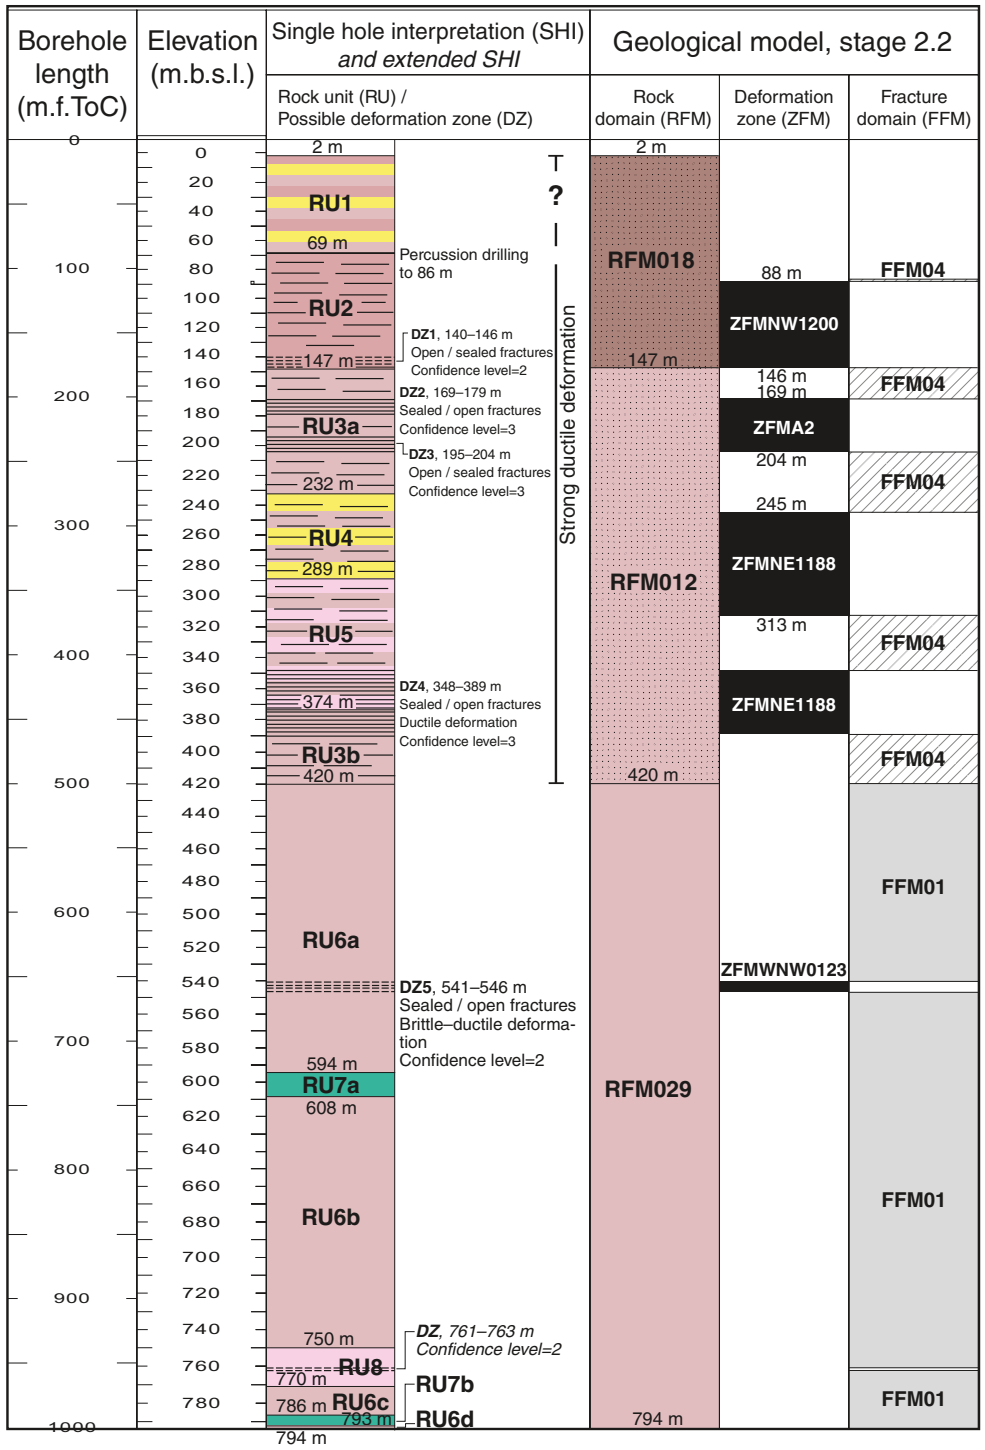 Borehole
length
(m.f.ToC)
Elevation
(m.b.s.l.)
Single hole interpretation (SHI)
and extended SHI
Geological model, stage 2.2
Rock unit (RU) /
Possible deformation zone (DZ)
Rock
domain (RFM)
Deformation
zone (ZFM)
Fracture
domain (FFM)
0
100
200
300
400
500
600
700
800
900
1000
0
20
40
60
80
100
120
140
160
180
200
220
240
260
280
300
320
340
360
380
400
420
440
460
480
500
520
540
560
580
600
620
640
660
680
700
720
740
760
780
2 m
RU1
69 m
RU2
147 m
RU3a
232 m
RU4
289 m
RU5
374 m
RU3b
420 m
RU6a
594 m
RU7a
608 m
RU6b
750 m
RU8
770 m
RU6c
786 m
793 m
794 m
Percussion drilling
to 86 m
DZ1, 140–146 m
Open / sealed fractures
Confidence level=2
DZ2, 169–179 m
Sealed / open fractures
Confidence level=3
DZ3, 195–204 m
Open / sealed fractures
Confidence level=3
DZ4, 348–389 m
Sealed / open fractures
Ductile deformation
Confidence level=3
DZ5, 541–546 m
Sealed / open fractures
Brittle–ductile deforma-
tion
Confidence level=2
DZ, 761–763 m
Confidence level=2
RU7b
RU6d
?
Strong ductile deformation
2 m
RFM018
147 m
RFM012
420 m
RFM029
794 m
88 m
ZFMNW1200
146 m
169 m
ZFMA2
204 m
245 m
ZFMNE1188
313 m
ZFMNE1188
ZFMWNW0123
FFM04
FFM04
FFM04
FFM04
FFM04
FFM01
FFM01
FFM01